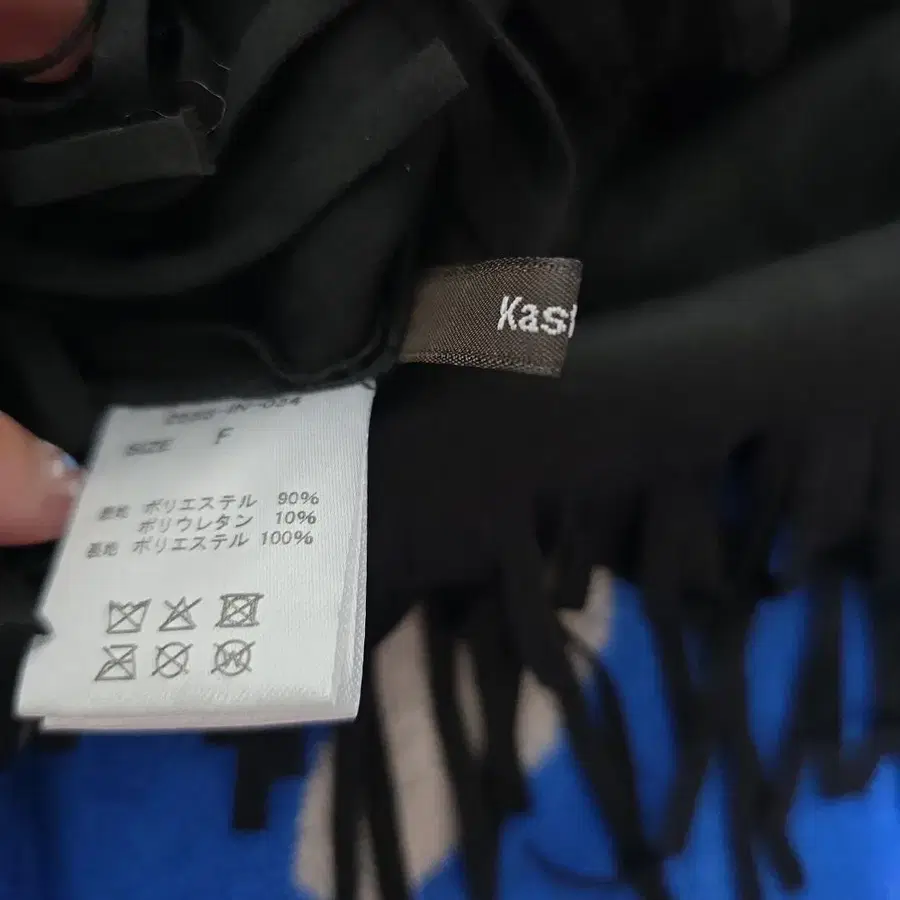 Kas
SIZE F
表地 ポリエステル 90%
ポリウレタン 10%
裏地 ポリエステル 100%